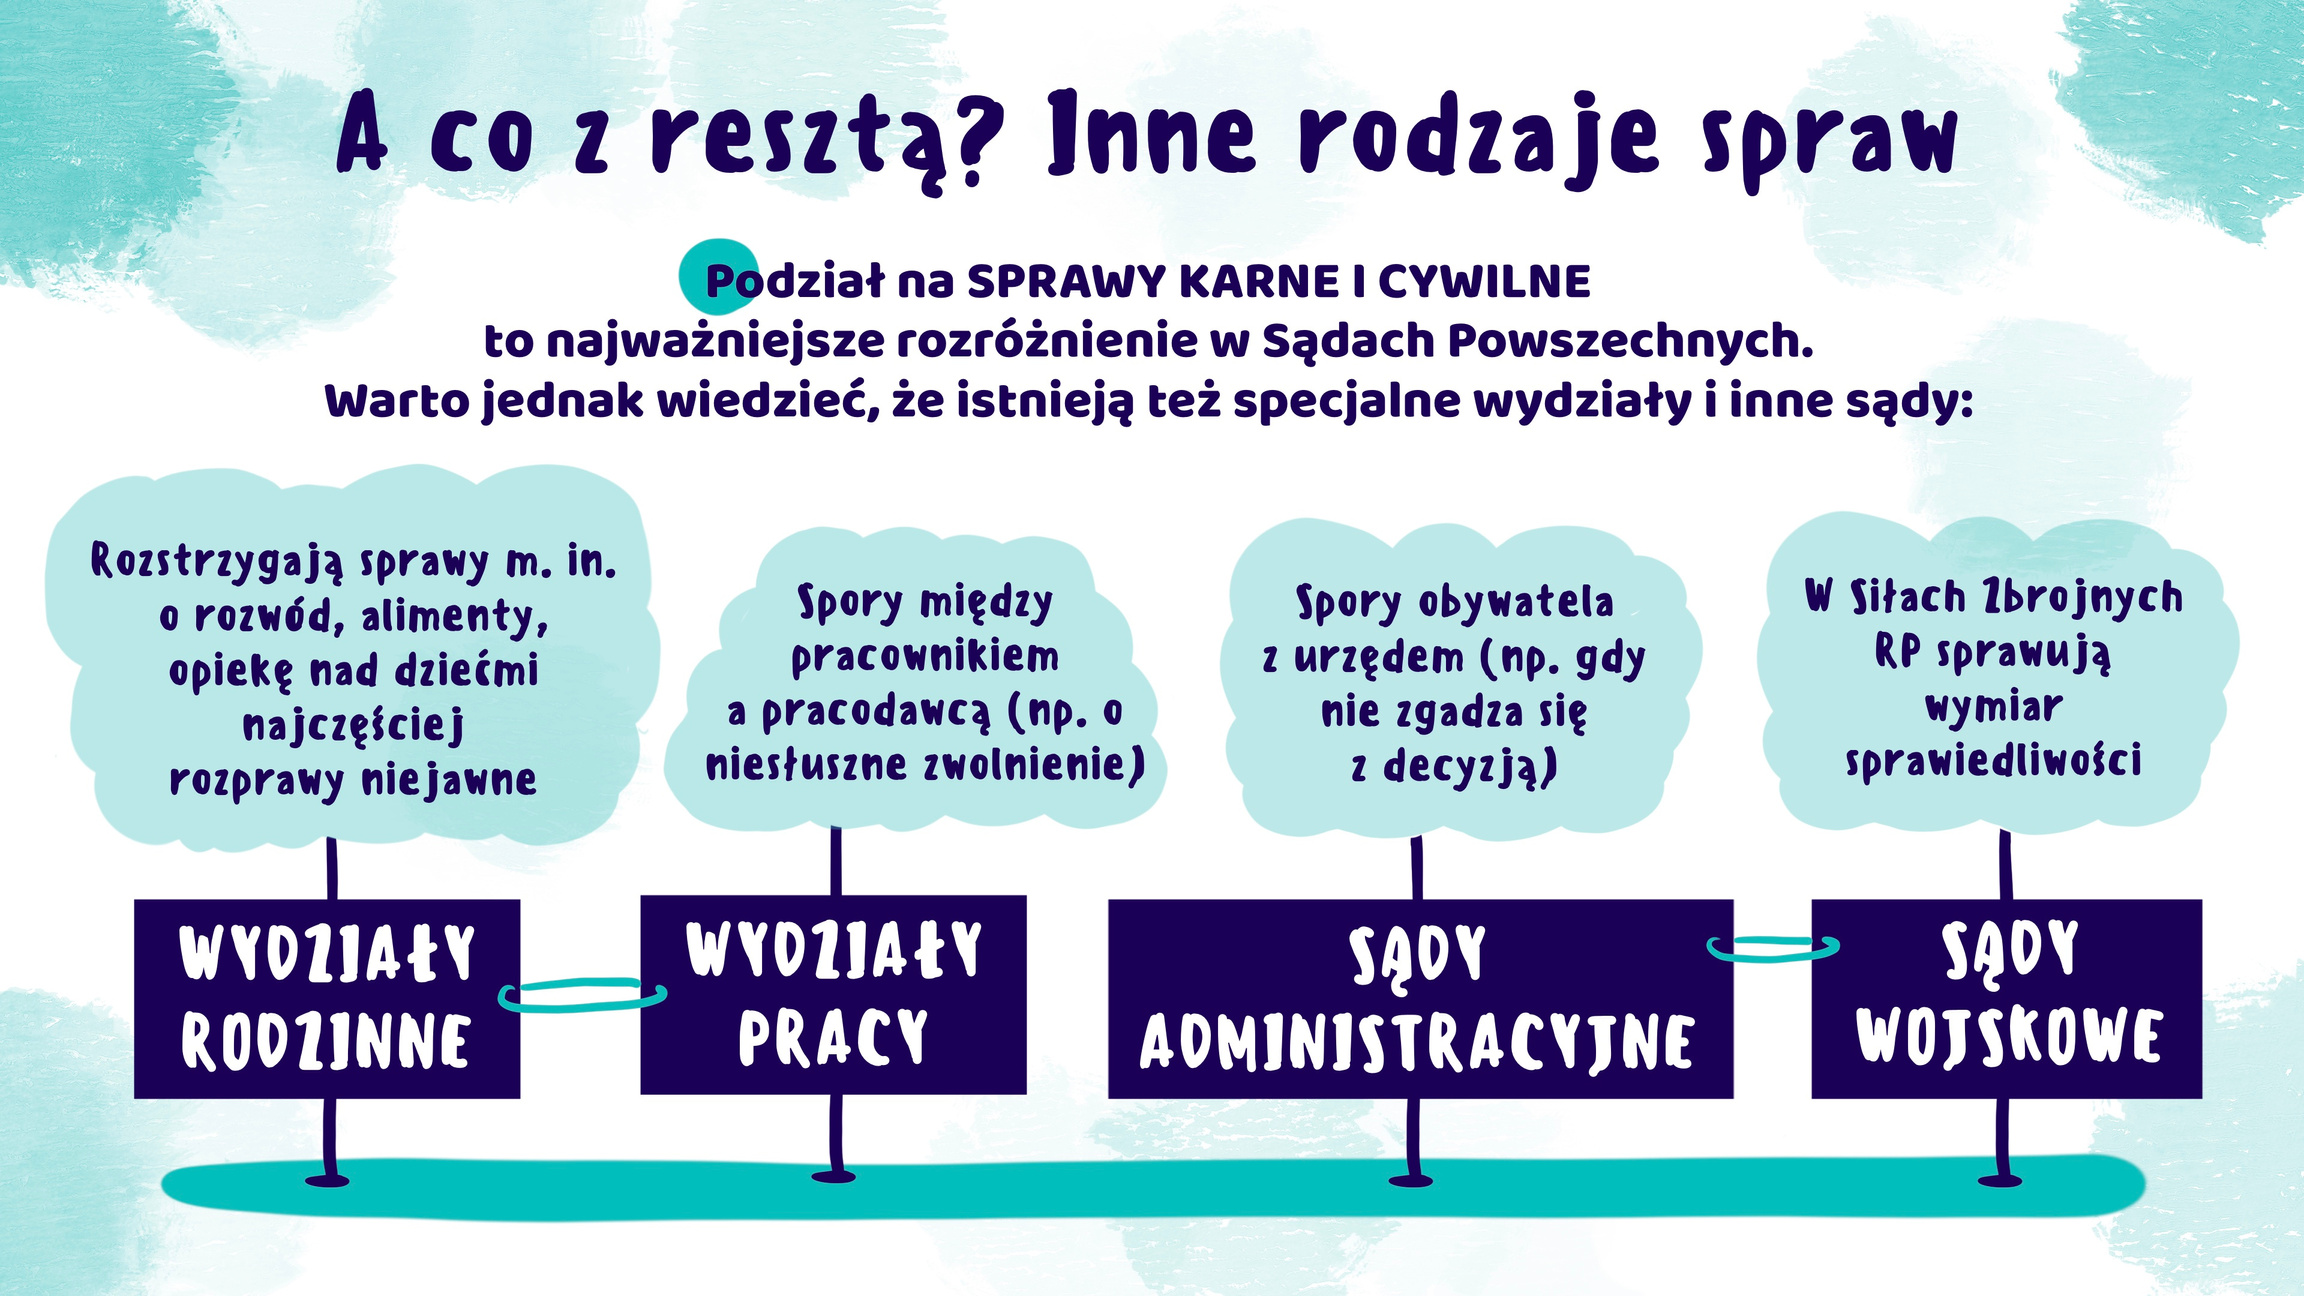 A co z resztą? Inne rodzaje spraw
Podział na SPRAWY KARNE I CYWILNE
to najważniejsze rozróżnienie w Sądach Powszechnych.
Warto jednak wiedzieć, że istnieją też specjalne wydziały i inne sądy:
Rozstrzygają sprawy m. in.
o rozwód, alimenty,
opiekę nad dziećmi
najczęściej
rozprawy niejawne
WYDZIAŁY
RODZINNE
Spory między
pracownikiem
a pracodawcą (np. o
niesłuszne zwolnienie)
WYDZIAŁY
PRACY
Spory obywatela
z urzędem (np. gdy
nie zgadza się
z decyzją)
SĄDY
ADMINISTRACYJNE
W Siłach Zbrojnych
RP sprawują
wymiar
sprawiedliwości
SĄDY
WOJSKOWE